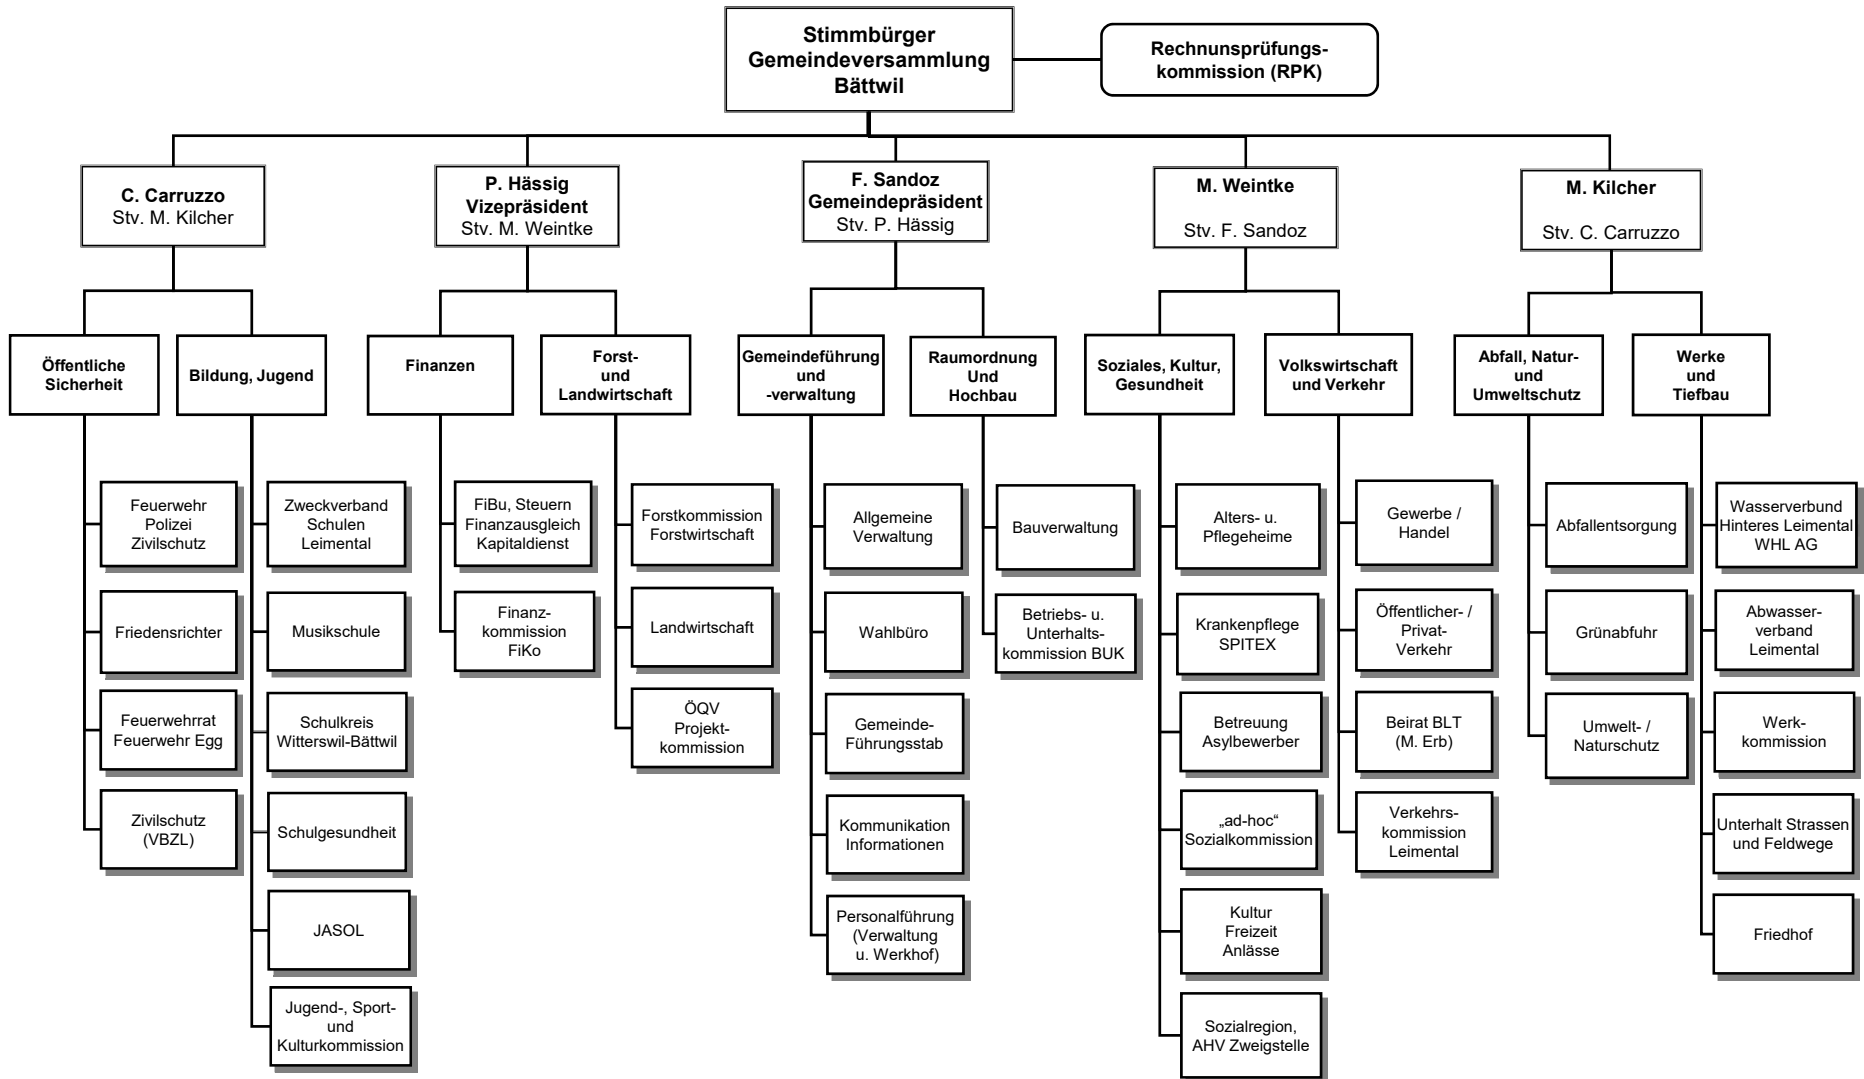 Stimmbürger
Gemeindeversammlung
Bättwil
Rechnunsprüfungs-
kommission (RPK)
C. Carruzzo
Stv. M. Kilcher
P. Hässig
Vizepräsident
Stv. M. Weintke
F. Sandoz
Gemeindepräsident
Stv. P. Hässig
M. Weintke
Stv. F. Sandoz
M. Kilcher
Stv. C. Carruzzo
Öffentliche
Sicherheit
Bildung, Jugend
Finanzen
Forst-
und
Landwirtschaft
Gemeindeführung
und
-verwaltung
Raumordnung
Und
Hochbau
Soziales, Kultur,
Gesundheit
Volkswirtschaft
und Verkehr
Abfall, Natur-
und
Umweltschutz
Werke
und
Tiefbau
Feuerwehr
Polizei
Zivilschutz
Friedensrichter
Feuerwehrrat
Feuerwehr Egg
Zivilschutz
(VBZL)
Zweckverband
Schulen
Leimental
Musikschule
Schulkreis
Witterswil-Bättwil
Schulgesundheit
JASOL
Jugend-, Sport-
und
Kulturkommission
FiBu, Steuern
Finanzausgleich
Kapitaldienst
Finanz-
kommission
FiKo
Forstkommission
Forstwirtschaft
Landwirtschaft
ÖQV
Projekt-
kommission
Allgemeine
Verwaltung
Wahlbüro
Gemeinde-
Führungsstab
Kommunikation
Informationen
Personalführung
(Verwaltung
u. Werkhof)
Bauverwaltung
Betriebs- u.
Unterhalts-
kommission BUK
Alters- u.
Pflegeheime
Krankenpflege
SPITEX
Betreuung
Asylbewerber
„ad-hoc“
Sozialkommission
Kultur
Freizeit
Anlässe
Sozialregion,
AHV Zweigstelle
Gewerbe /
Handel
Öffentlicher- /
Privat-
Verkehr
Beirat BLT
(M. Erb)
Verkehrs-
kommission
Leimental
Abfallentsorgung
Grünabfuhr
Umwelt- /
Naturschutz
Wasserverbund
Hinteres Leimental
WHL AG
Abwasser-
verband
Leimental
Werk-
kommission
Unterhalt Strassen
und Feldwege
Friedhof